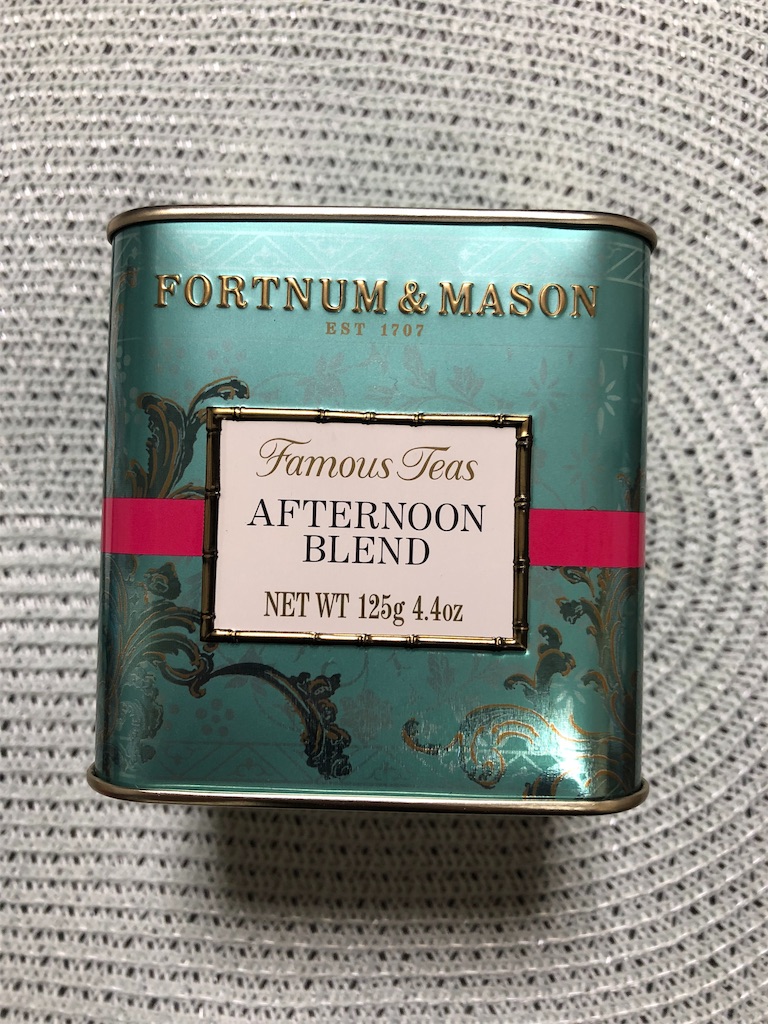 FORTNUM & MASON
EST 1707
Famous Teas
AFTERNOON
BLEND
NET WT 125g 4.4oz